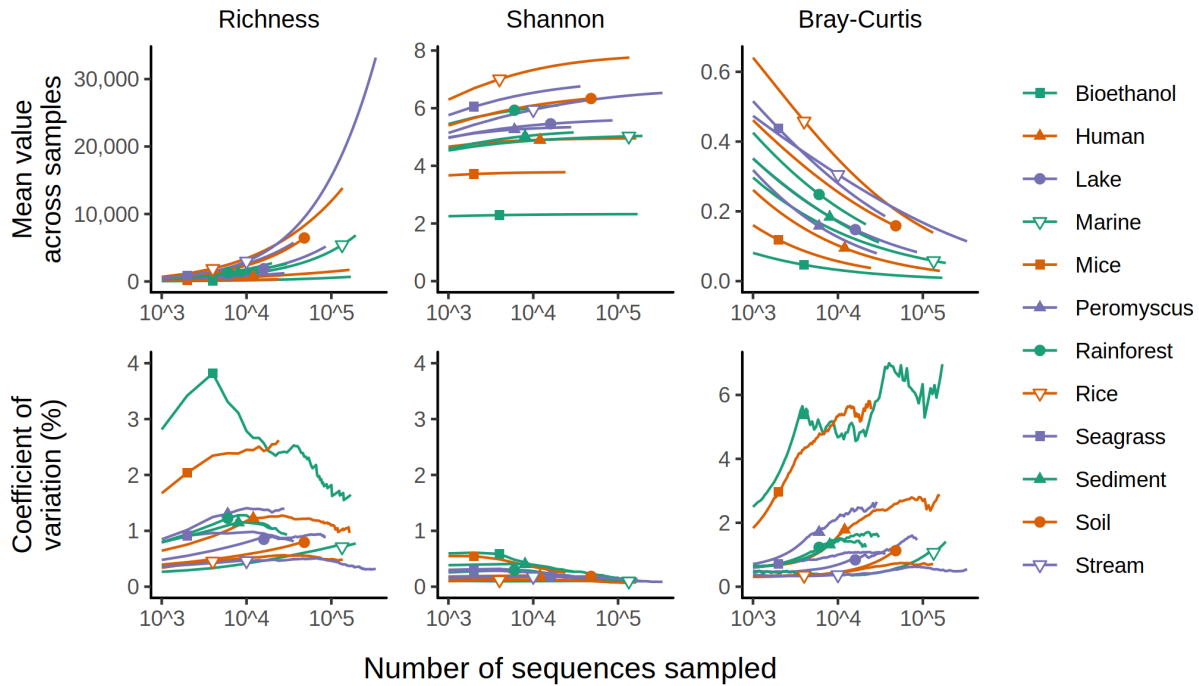 Richness
Shannon
Bray-Curtis
Mean value
across samples
30,000
20,000
10,000
0
10^3
10^4
10^5
8
6
4
2
0
10^3
10^4
10^5
0.6
0.4
0.2
0.0
10^3
10^4
10^5
Coefficient of
variation (%)
4
3
2
1
0
10^3
10^4
10^5
4
3
2
1
0
10^3
10^4
10^5
6
4
2
0
10^3
10^4
10^5
Number of sequences sampled
Bioethanol
Human
Lake
Marine
Mice
Peromyscus
Rainforest
Rice
Seagrass
Sediment
Soil
Stream